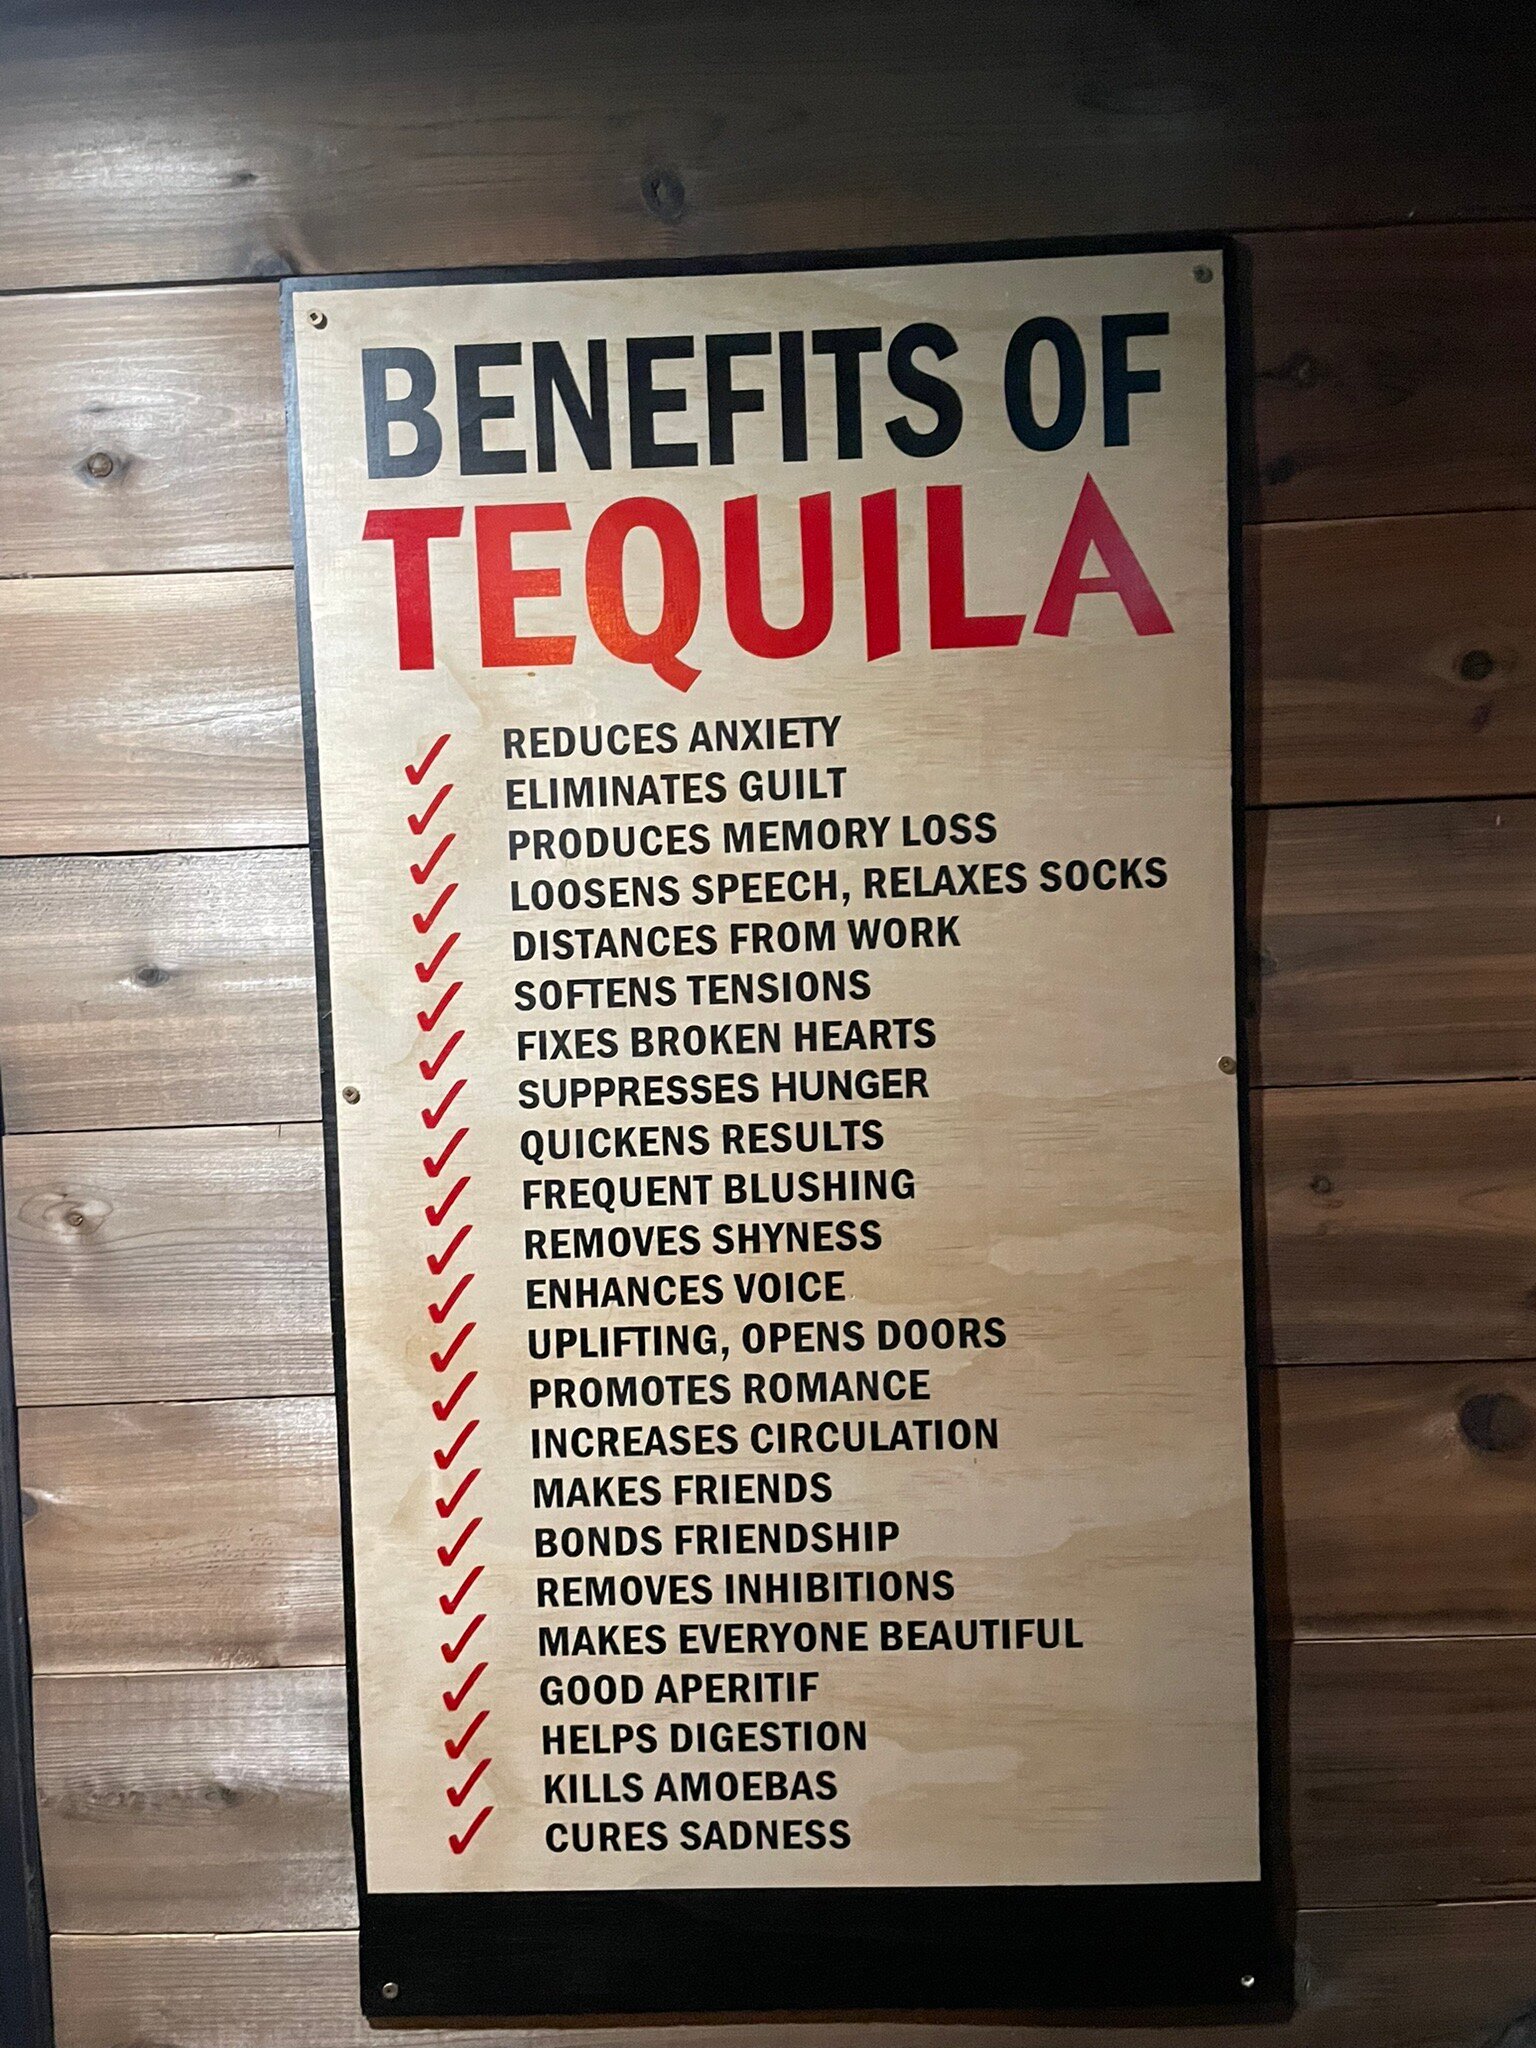 BENEFITS OF
TEQUILA
✓ REDUCES ANXIETY
✓ ELIMINATES GUILT
✓ PRODUCES MEMORY LOSS
✓ LOOSENS SPEECH, RELAXES SOCKS
✓ DISTANCES FROM WORK
✓ SOFTENS TENSIONS
✓ FIXES BROKEN HEARTS
✓ SUPPRESSES HUNGER
✓ QUICKENS RESULTS
✓ FREQUENT BLUSHING
✓ REMOVES SHYNESS
✓ ENHANCES VOICE
✓ UPLIFTING, OPENS DOORS
✓ PROMOTES ROMANCE
✓ INCREASES CIRCULATION
✓ MAKES FRIENDS
✓ BONDS FRIENDSHIP
✓ REMOVES INHIBITIONS
✓ MAKES EVERYONE BEAUTIFUL
✓ GOOD APERITIF
✓ HELPS DIGESTION
✓ KILLS AMOEBAS
✓ CURES SADNESS